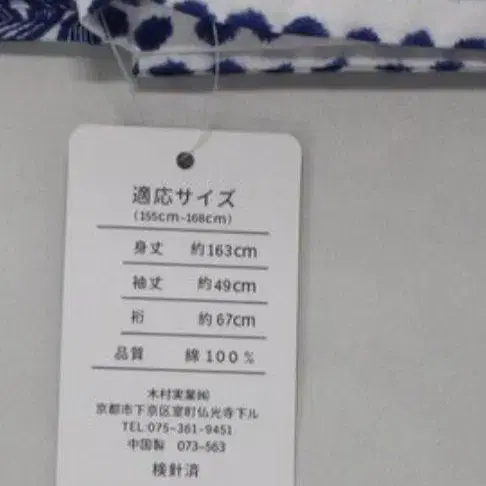 適応サイズ
(155cm-168cm)
身丈 約163cm
袖丈 約49cm
裄 約67cm
品質 綿100%
木村実業㈱
京都市下京区室町仏光寺下ル
TEL:075-361-9451
中国製 073-563
検針済